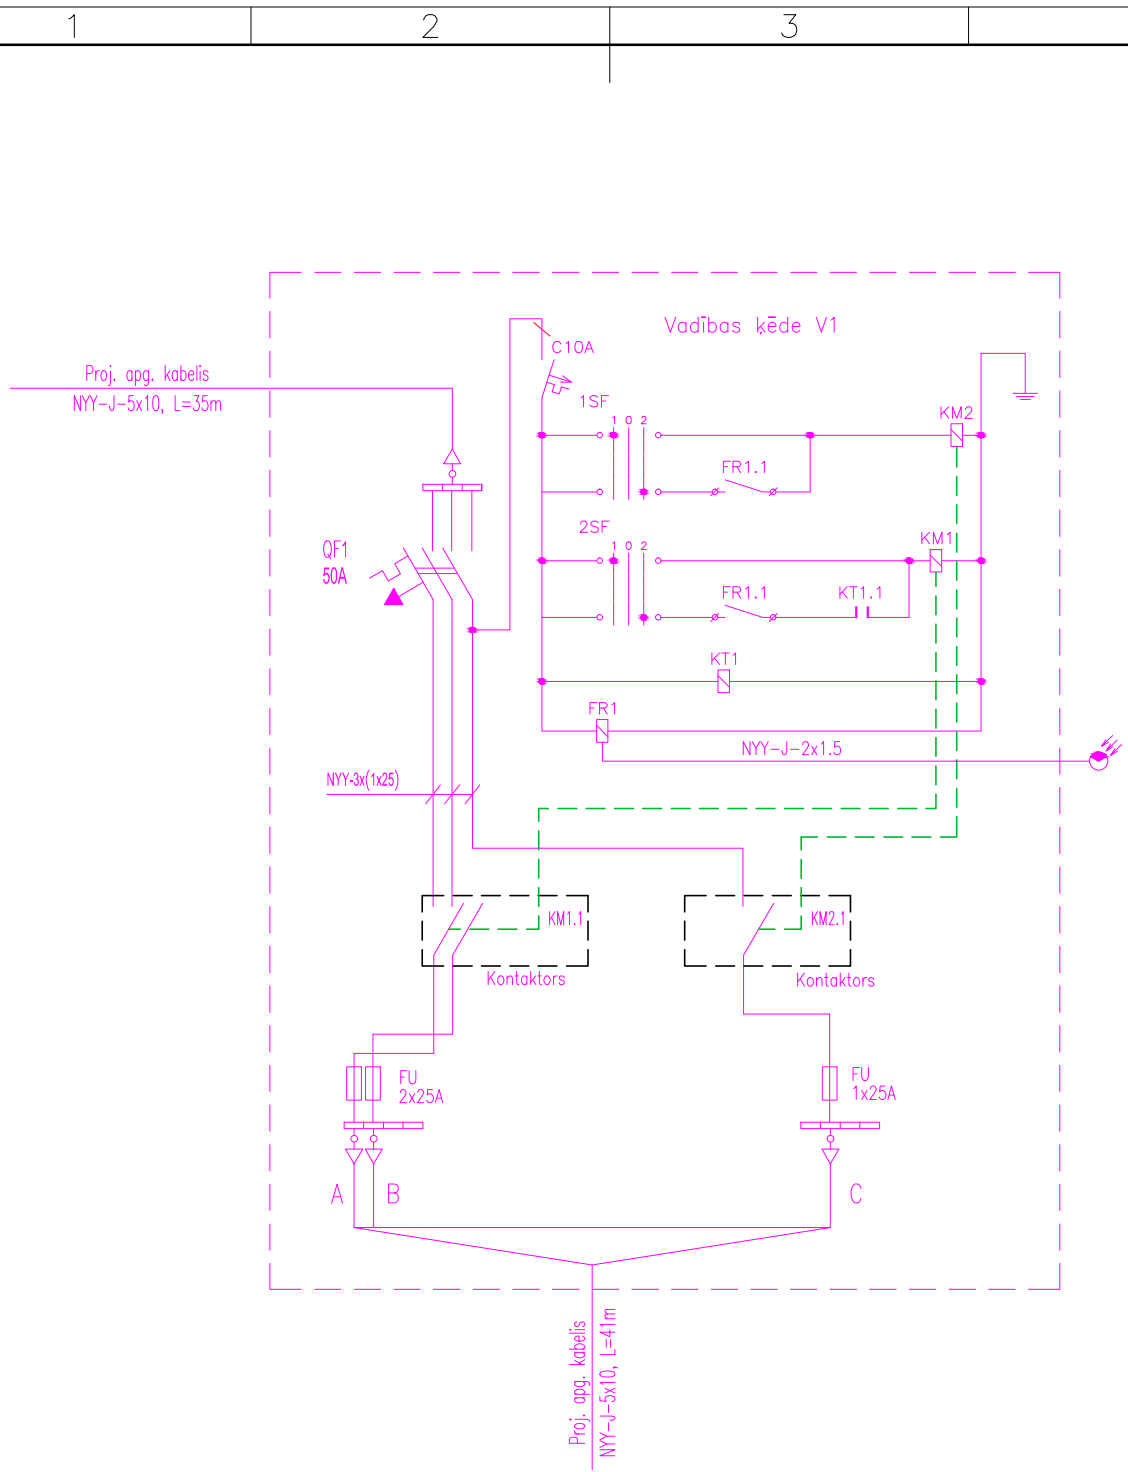 1
2
3
Vadības ķēde V1
C10A
Proj. apg. kabelis
NYY-J-5x10, L=35m
1SF
1 0 2
KM2
FR1.1
2SF
1 0 2
KM1
QF1
50A
FR1.1
KT1.1
KT1
FR1
NYY-J-2x1.5
NYY-3x(1x25)
KM1.1
KM2.1
Kontaktors
Kontaktors
FU
2x25A
FU
1x25A
A
B
C
Proj. apg. kabelis
NYY-J-5x10, L=41m